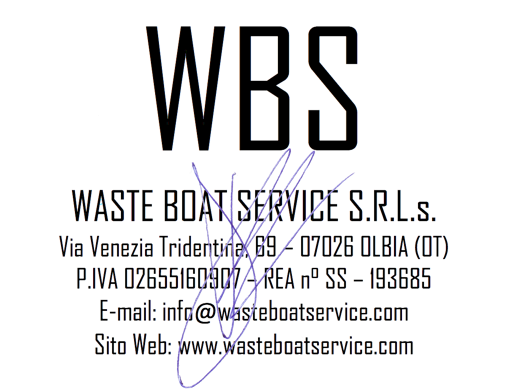 WBS
WASTE BOAT SERVICE S.R.L.s.
Via Venezia Tridentina, 69 – 07026 OLBIA (OT)
P.IVA 02655160907 – REA nº SS – 193685
E-mail: info@wasteboatservice.com
Sito Web: www.wasteboatservice.com